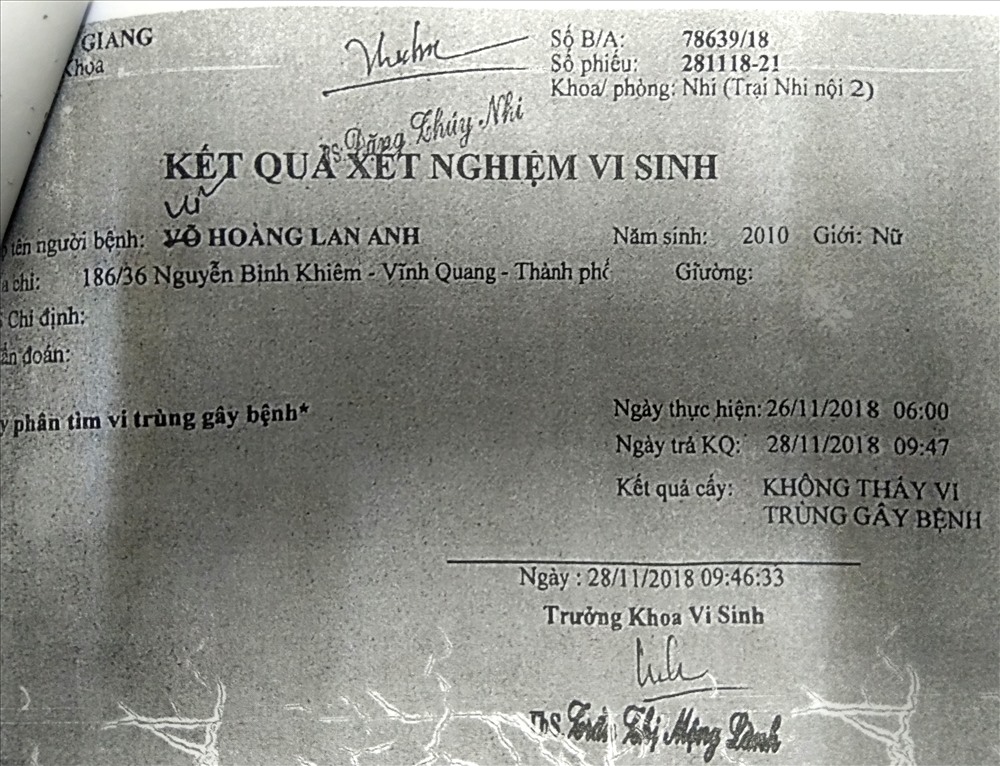 GIANG
Khoa
Số B/A: 78639/18
Số phiếu: 281118-21
Khoa/ phòng: Nhi (Trại Nhi nội 2)
BS. Đặng Thúy Nhi
KẾT QUẢ XÉT NGHIỆM VI SINH
tên người bệnh: VÕ HOÀNG LAN ANH
Năm sinh: 2010 Giới: Nữ
a chỉ: 186/36 Nguyễn Bỉnh Khiêm - Vĩnh Quang - Thành phố
Giường:
Chỉ định:
ẩn đoán:
y phân tìm vi trùng gây bệnh*
Ngày thực hiện: 26/11/2018 06:00
Ngày trả KQ: 28/11/2018 09:47
Kết quả cấy: KHÔNG THẤY VI
TRÙNG GÂY BỆNH
Ngày : 28/11/2018 09:46:33
Trưởng Khoa Vi Sinh
ThS. Trần Thị Mộng Lành